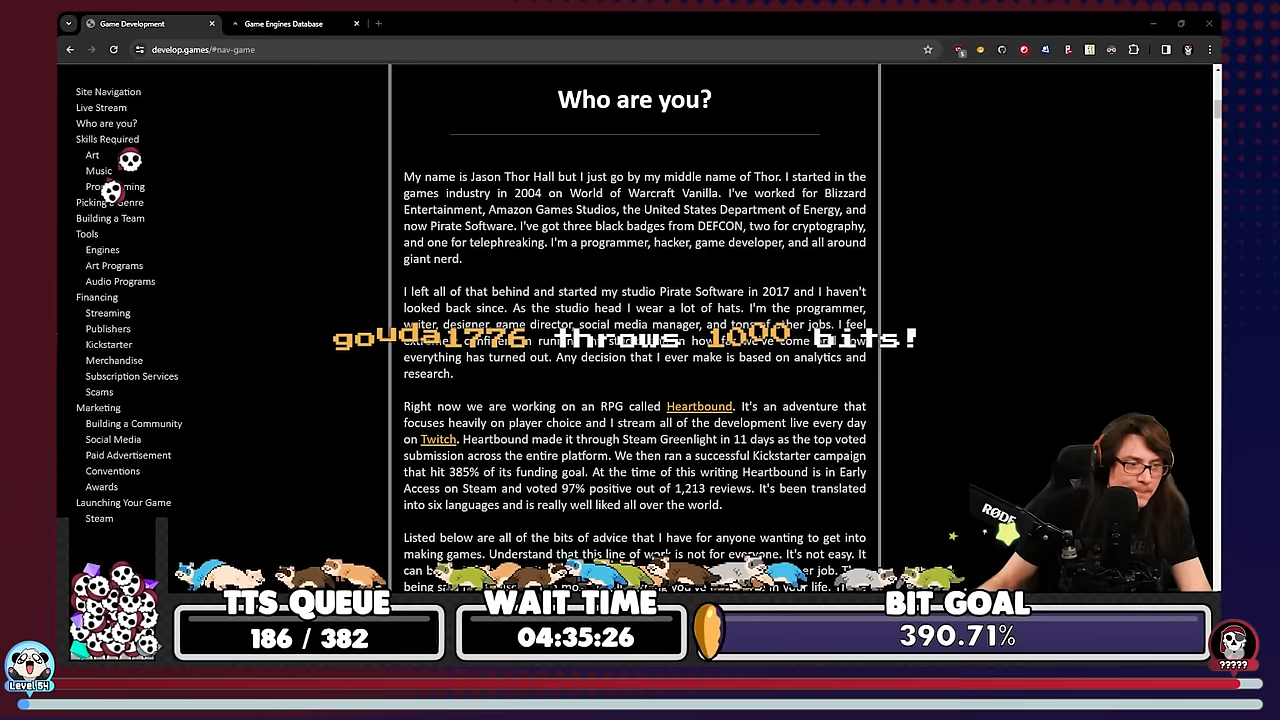 Game Development
Game Engines Database
develop.games/#nav-game
Site Navigation
Live Stream
Who are you?
Skills Required
Art
Music
Picking a Genre
Building a Team
Tools
Engines
Art Programs
Audio Programs
Financing
Streaming
Publishers
Kickstarter
Merchandise
Subscription Services
Scams
Marketing
Building a Community
Social Media
Paid Advertisement
Conventions
Awards
Launching Your Game
Steam
Who are you?
My name is Jason Thor Hall but I just go by my middle name of Thor. I started in the
games industry in 2004 on World of Warcraft Vanilla. I've worked for Blizzard
Entertainment, Amazon Games Studios, the United States Department of Energy, and
now Pirate Software. I've got three black badges from DEFCON, two for cryptography,
and one for telephreaking. I'm a programmer, hacker, game developer, and all around
giant nerd.
I left all of that behind and started my studio Pirate Software in 2017 and I haven't
looked back since. As the studio head I wear a lot of hats. I'm the programmer,
writer, designer, game director, social media manager, and tons of other jobs. I feel
gouda1776 throws 1000 bits!
everything has turned out. Any decision that I ever make is based on analytics and
research.
Right now we are working on an RPG called Heartbound. It's an adventure that
focuses heavily on player choice and I stream all of the development live every day
on Twitch. Heartbound made it through Steam Greenlight in 11 days as the top voted
submission across the entire platform. We then ran a successful Kickstarter campaign
that hit 385% of its funding goal. At the time of this writing Heartbound is in Early
Access on Steam and voted 97% positive out of 1,213 reviews. It's been translated
into six languages and is really well liked all over the world.
Listed below are all of the bits of advice that I have for anyone wanting to get into
making games. Understand that this line of work is not for everyone. It's not easy. It
RØDE
TTS QUEUE
186 / 382
WAIT TIME
04:35:26
BIT GOAL
390.71%
Level 64
?????